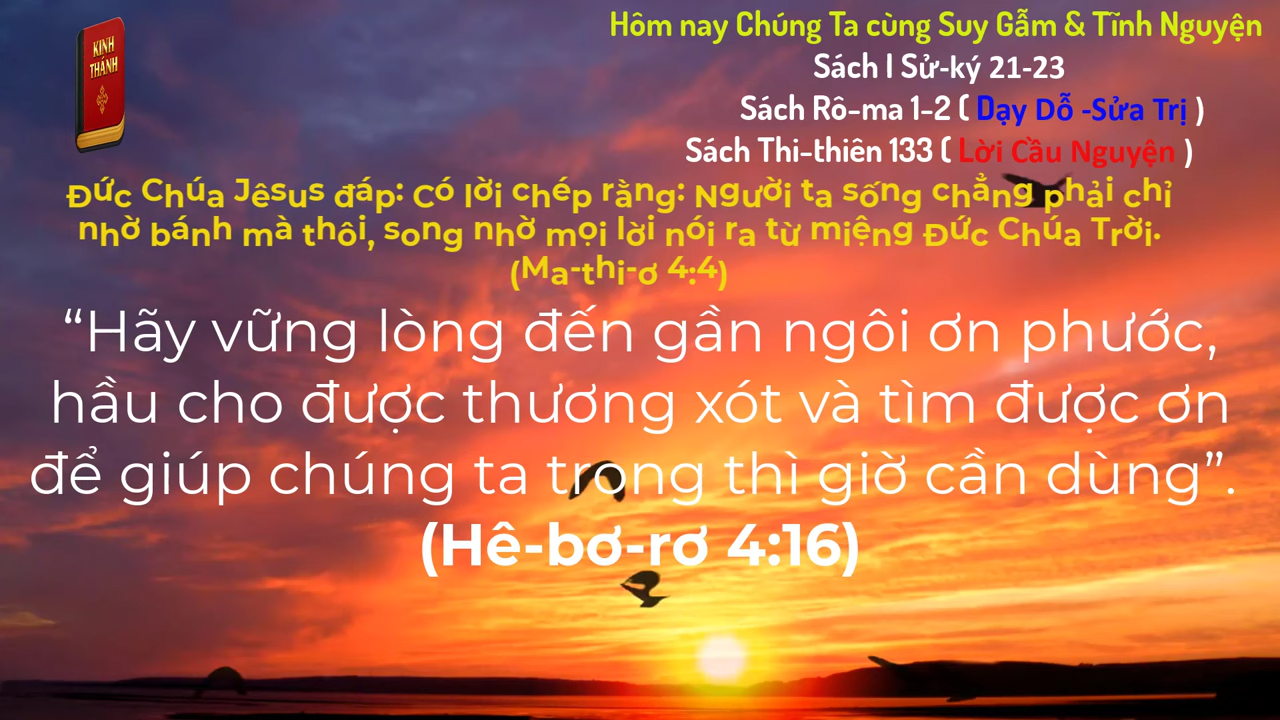 KINH
THÁNH
Hôm nay Chúng Ta cùng Suy Gẫm & Tĩnh Nguyện
Sách I Sử-ký 21-23
Sách Rô-ma 1-2 ( Dạy Dỗ -Sửa Trị )
Sách Thi-thiên 133 ( Lời Cầu Nguyện )
Đức Chúa Jêsus đáp: Có lời chép rằng: Người ta sống chẳng phải chỉ
nhờ bánh mà thôi, song nhờ mọi lời nói ra từ miệng Đức Chúa Trời.
(Ma-thi-ơ 4:4)
“Hãy vững lòng đến gần ngôi ơn phước,
hầu cho được thương xót và tìm được ơn
để giúp chúng ta trong thì giờ cần dùng”.
(Hê-bơ-rơ 4:16)